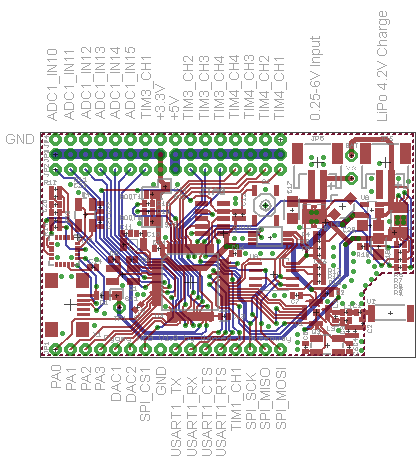 ADC1_IN10
ADC1_IN11
ADC1_IN12
ADC1_IN13
ADC1_IN14
ADC1_IN15
TIM3_CH1
+3.3V
+5V
TIM3_CH2
TIM3_CH3
TIM3_CH4
TIM4_CH4
TIM4_CH3
TIM4_CH2
TIM4_CH1
0.25-6V Input
LiPo 4.2V Charge
GND
PA0
PA1
PA2
PA3
DAC1
DAC2
SPI_CS1
GND
USART1_TX
USART1_RX
USART1_CTS
USART1_RTS
TIM1_CH1
SPI_SCK
SPI_MISO
SPI_MOSI